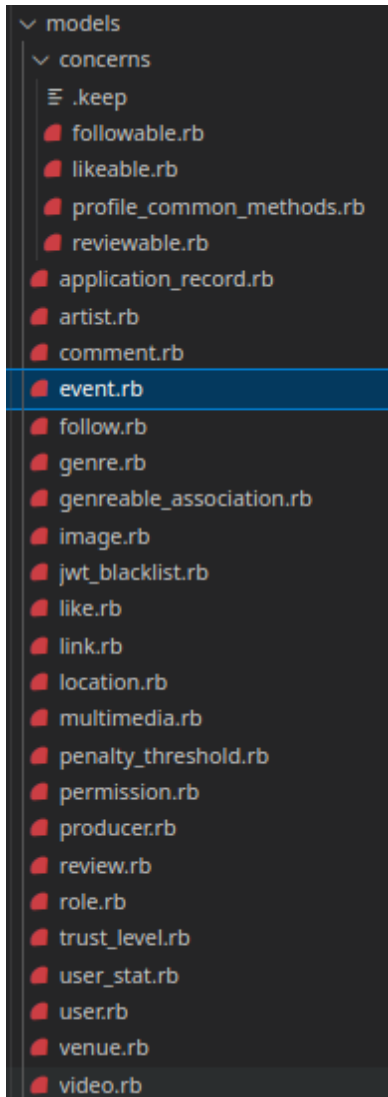 models
concerns
.keep
followable.rb
likeable.rb
profile_common_methods.rb
reviewable.rb
application_record.rb
artist.rb
comment.rb
event.rb
follow.rb
genre.rb
genreable_association.rb
image.rb
jwt_blacklist.rb
like.rb
link.rb
location.rb
multimedia.rb
penalty_threshold.rb
permission.rb
producer.rb
review.rb
role.rb
trust_level.rb
user_stat.rb
user.rb
venue.rb
video.rb